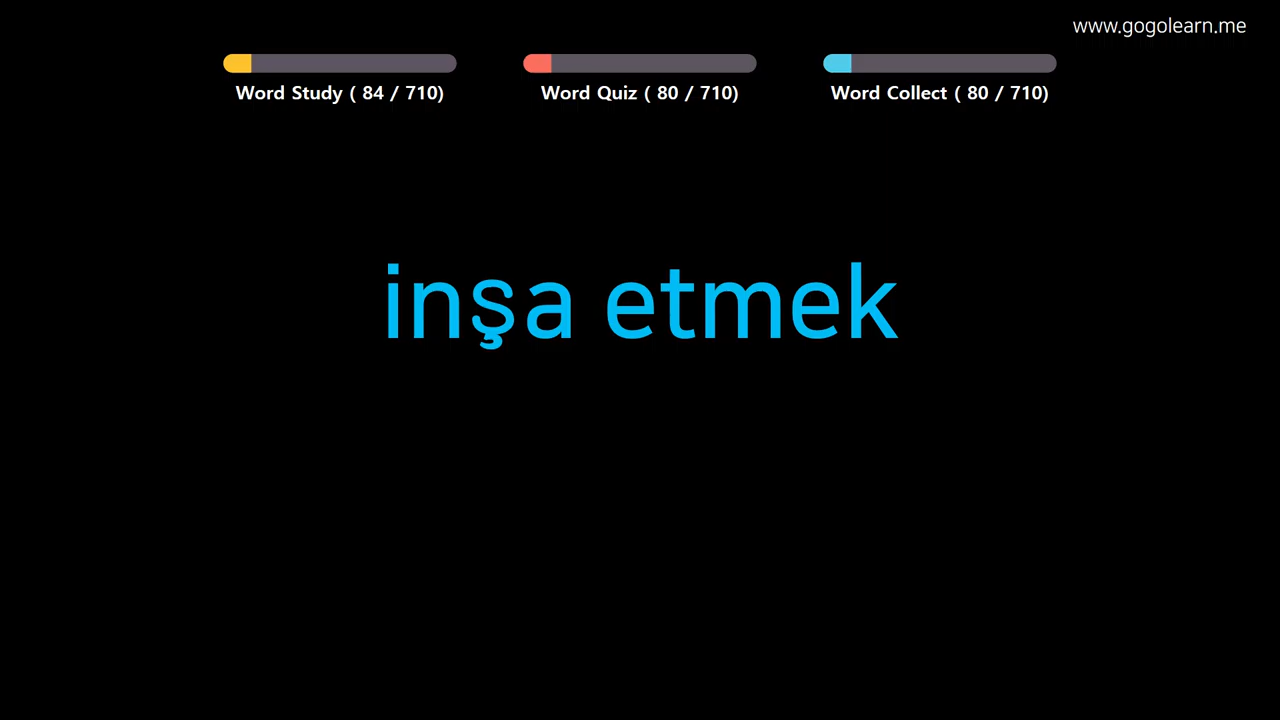 www.gogolearn.me
Word Study ( 84 / 710)
Word Quiz ( 80 / 710)
Word Collect ( 80 / 710)
inşa etmek